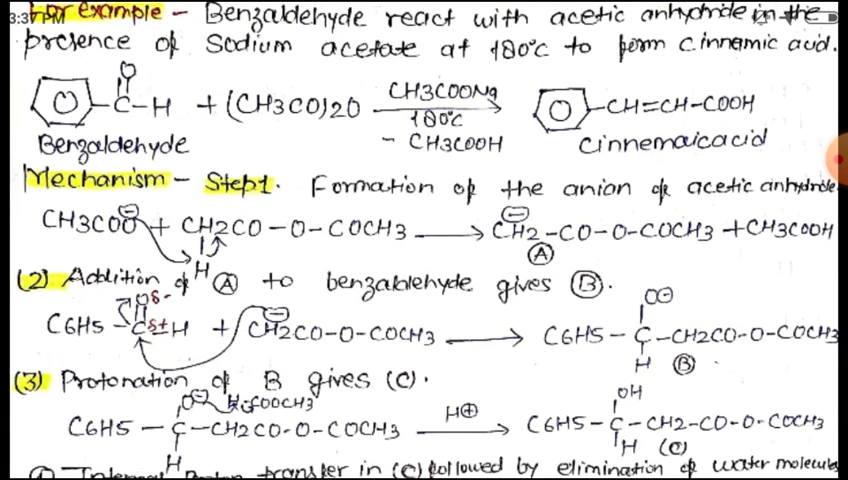 For example - Benzaldehyde react with acetic anhydride in the
3:37 PM
presence of Sodium acetate at 180°c to form cinnamic acid.
O
C-H + (CH3CO)2O CH3COONa CH=CH-COOH
180°C
Benzaldehyde - CH3COOH cinnemaicacid
Mechanism - Step1. Formation of the anion of acetic anhydride
CH3COO⊖ + CH2CO-O-COCH3 → ⊖CH2-CO-O-COCH3 + CH3COOH
H (A)
(2) Addition of (A) to benzaldehyde gives (B).
O δ- O⊖
C6H5 - C δ+ H + ⊖CH2CO-O-COCH3 → C6H5 - C - CH2CO-O-COCH3
H (B).
(3) Protonation of B gives (C).
O⊖ OH
C6H5 - C - CH2CO-O-COCH3 H⊕ → C6H5 - C - CH2-CO-O-COCH3
H H (C)
transfer in (C) followed by elimination of water molecule